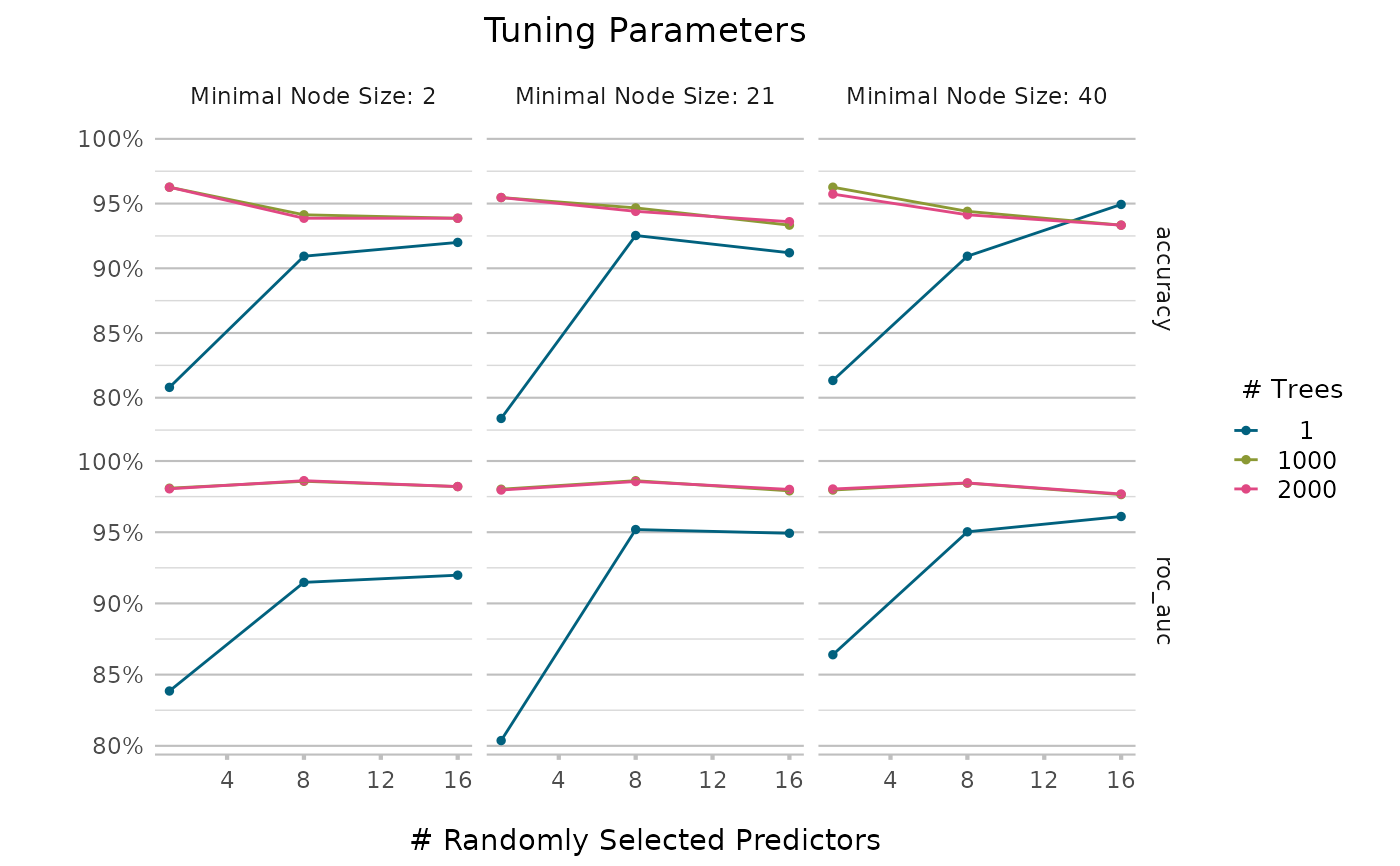 Tuning Parameters
Minimal Node Size: 2
Minimal Node Size: 21
Minimal Node Size: 40
100%
95%
90%
85%
80%
accuracy
100%
95%
90%
85%
80%
roc_auc
4 8 12 16
4 8 12 16
4 8 12 16
# Randomly Selected Predictors
# Trees
1
1000
2000